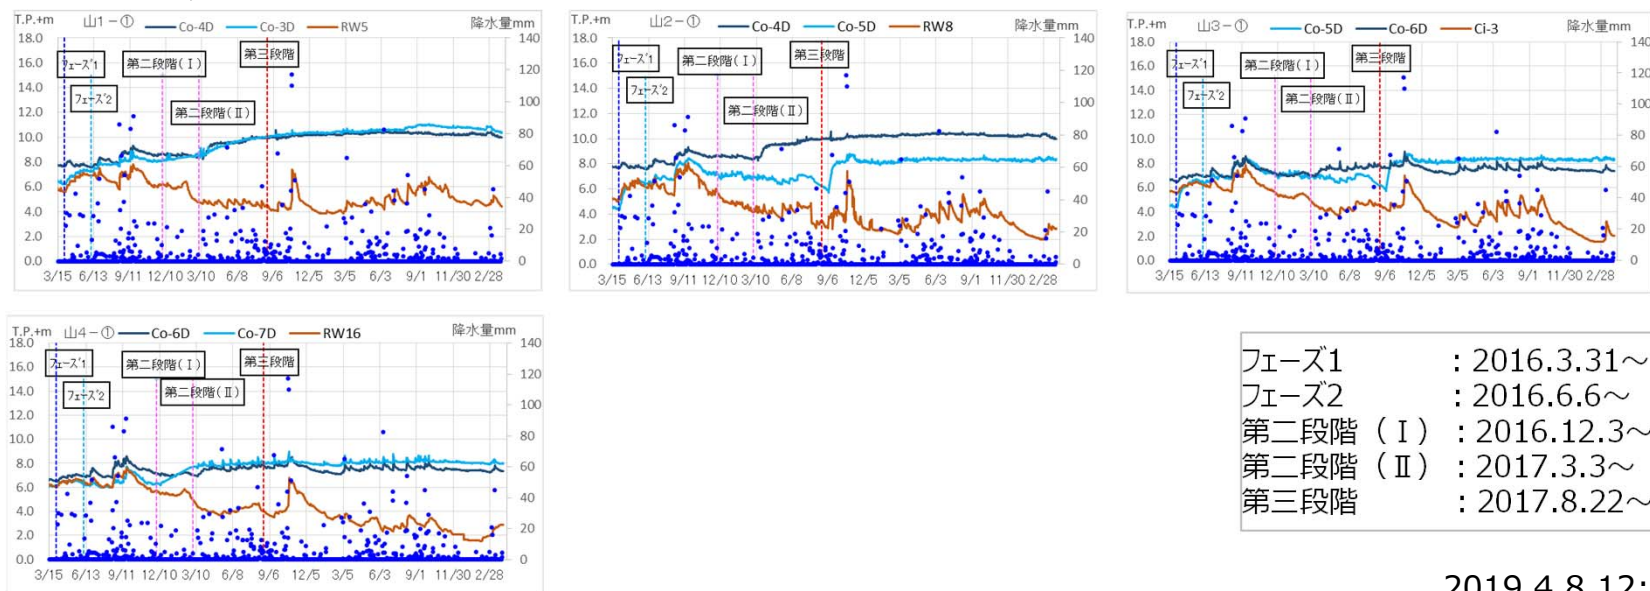 T.P.+m 山1－① Co-4D Co-3D RW5 降水量mm
18.0 140
16.0 120
14.0 100
12.0 80
10.0 60
8.0 40
6.0 20
4.0 0
2.0
0.0
フェーズ1
フェーズ2
第二段階(Ⅰ)
第二段階(Ⅱ)
第三段階
3/15 6/13 9/11 12/10 3/10 6/8 9/6 12/5 3/5 6/3 9/1 11/30 2/28
T.P.+m 山2－① Co-4D Co-5D RW8 降水量mm
18.0 140
16.0 120
14.0 100
12.0 80
10.0 60
8.0 40
6.0 20
4.0 0
2.0
0.0
フェーズ1
フェーズ2
第二段階(Ⅰ)
第二段階(Ⅱ)
第三段階
3/15 6/13 9/11 12/10 3/10 6/8 9/6 12/5 3/5 6/3 9/1 11/30 2/28
T.P.+m 山3－① Co-5D Co-6D Ci-3 降水量mm
18.0 140
16.0 120
14.0 100
12.0 80
10.0 60
8.0 40
6.0 20
4.0 0
2.0
0.0
フェーズ1
フェーズ2
第二段階(Ⅰ)
第二段階(Ⅱ)
第三段階
3/15 6/13 9/11 12/10 3/10 6/8 9/6 12/5 3/5 6/3 9/1 11/30 2/28
T.P.+m 山4－① Co-6D Co-7D RW16 降水量mm
18.0 140
16.0 120
14.0 100
12.0 80
10.0 60
8.0 40
6.0 20
4.0 0
2.0
0.0
フェーズ1
フェーズ2
第二段階(Ⅰ)
第二段階(Ⅱ)
第三段階
3/15 6/13 9/11 12/10 3/10 6/8 9/6 12/5 3/5 6/3 9/1 11/30 2/28
フェーズ1 : 2016.3.31～
フェーズ2 : 2016.6.6～
第二段階（Ⅰ） : 2016.12.3～
第二段階（Ⅱ） : 2017.3.3～
第三段階 : 2017.8.22～
2019.4.8 12: